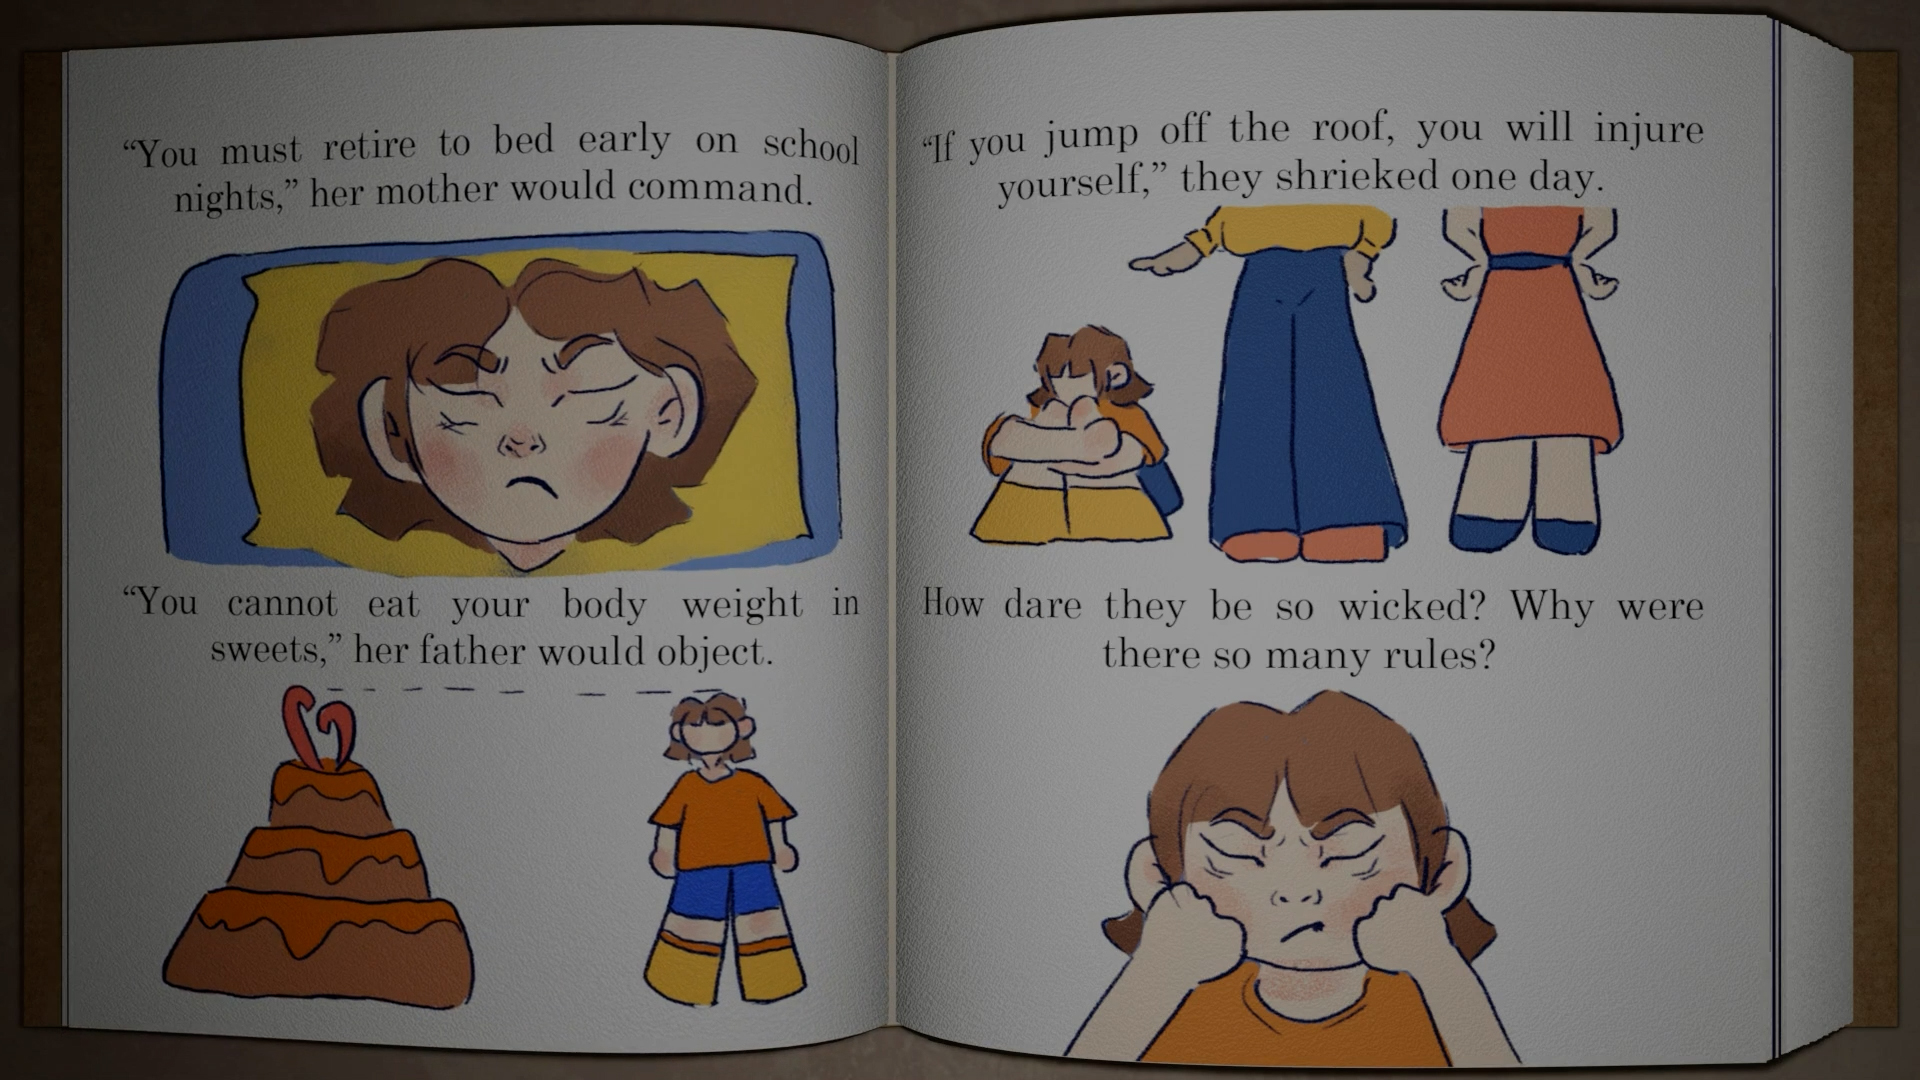 “You must retire to bed early on school
nights,” her mother would command.
“You cannot eat your body weight in
sweets,” her father would object.
“If you jump off the roof, you will injure
yourself,” they shrieked one day.
How dare they be so wicked? Why were
there so many rules?